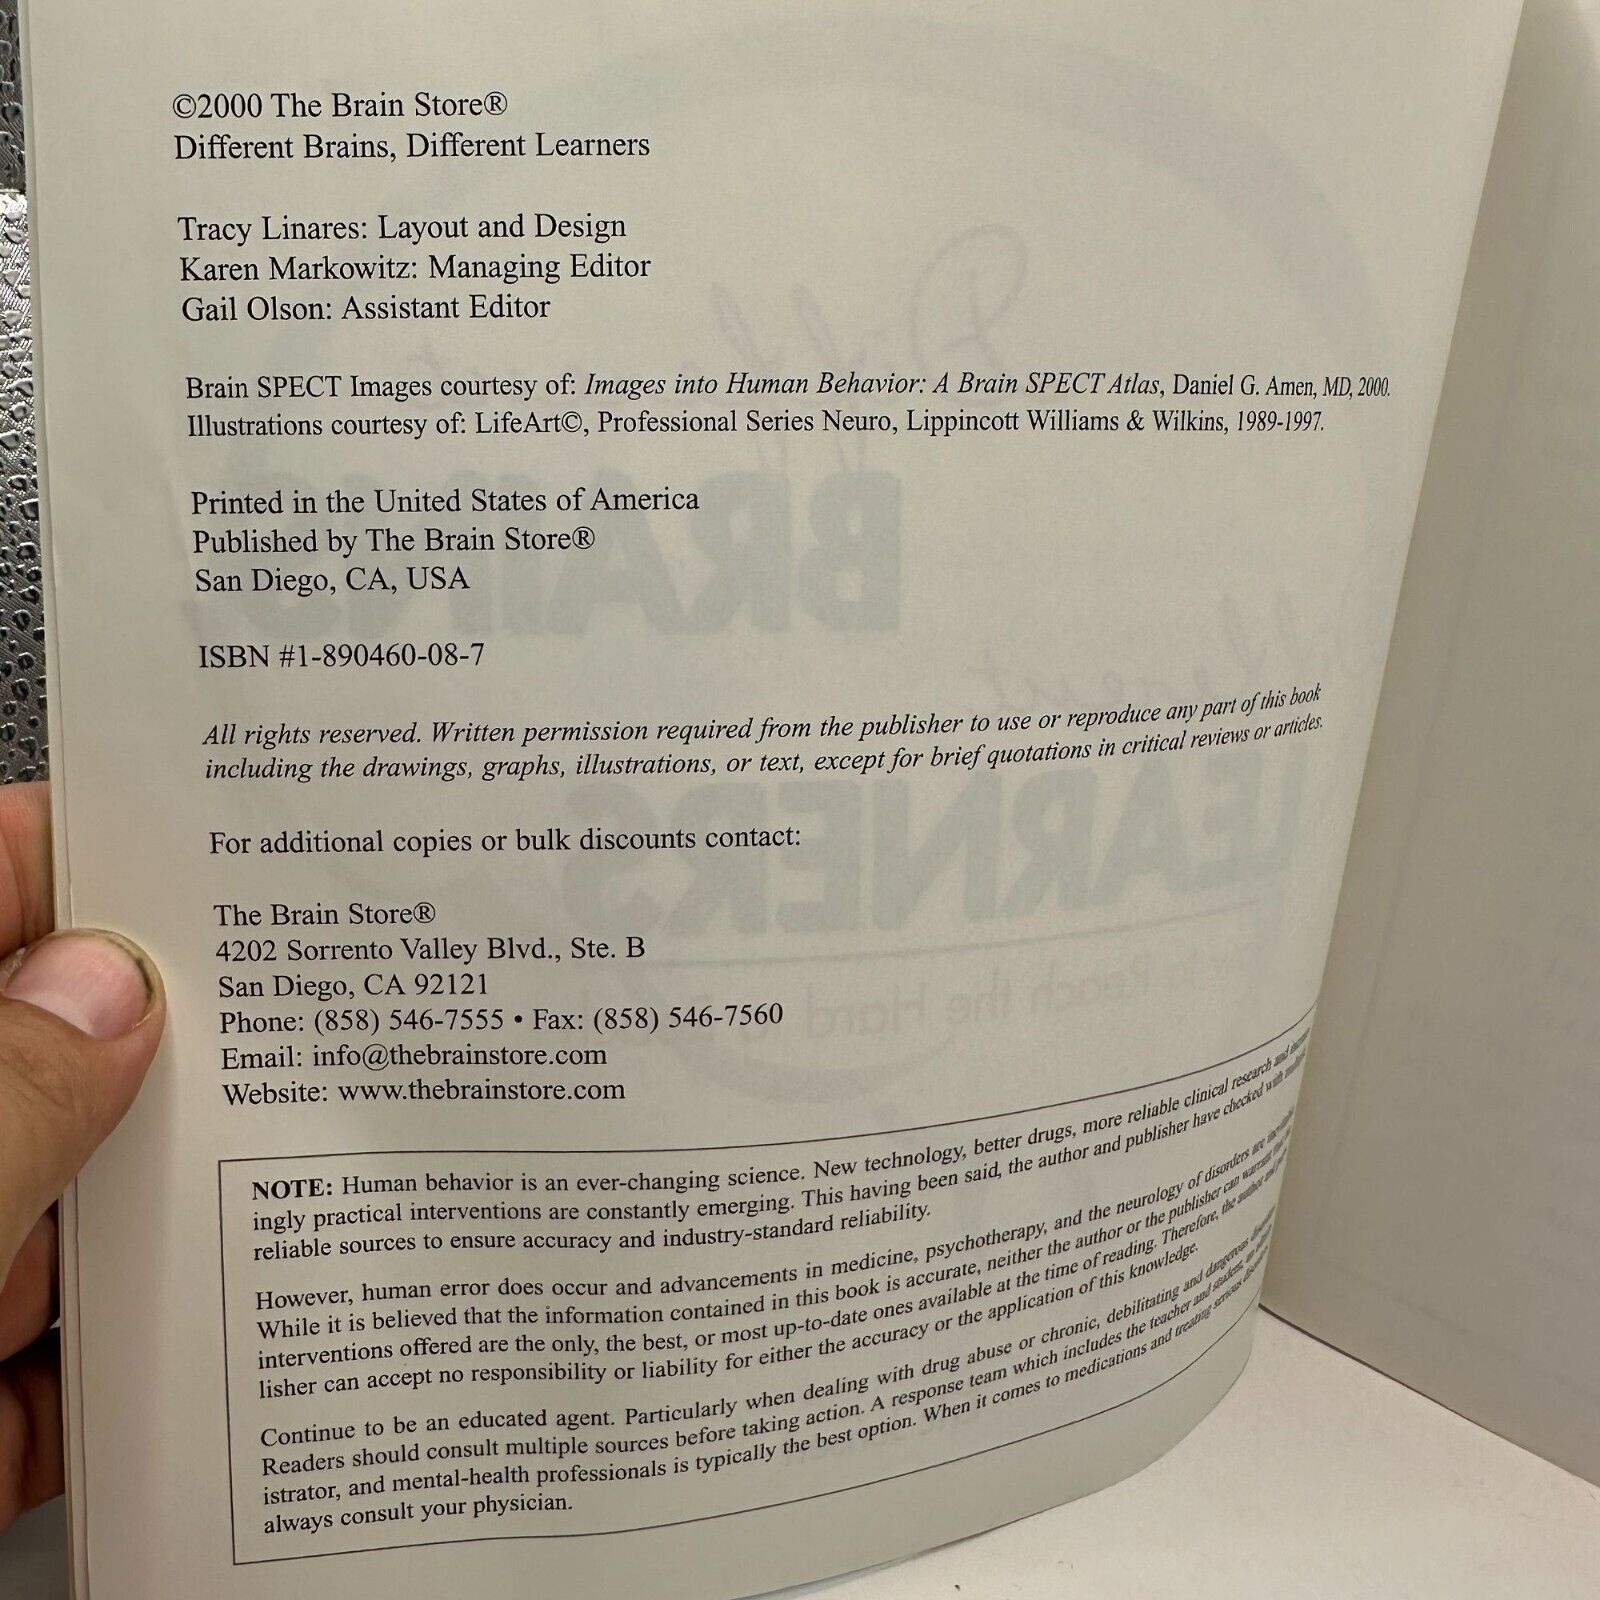 ©2000 The Brain Store®
Different Brains, Different Learners
Tracy Linares: Layout and Design
Karen Markowitz: Managing Editor
Gail Olson: Assistant Editor
Brain SPECT Images courtesy of: Images into Human Behavior: A Brain SPECT Atlas, Daniel G. Amen, MD, 2000.
Illustrations courtesy of: LifeArt©, Professional Series Neuro, Lippincott Williams & Wilkins, 1989-1997.
Printed in the United States of America
Published by The Brain Store®
San Diego, CA, USA
ISBN #1-890460-08-7
All rights reserved. Written permission required from the publisher to use or reproduce any part of this book
including the drawings, graphs, illustrations, or text, except for brief quotations in critical reviews or articles.
For additional copies or bulk discounts contact:
The Brain Store®
4202 Sorrento Valley Blvd., Ste. B
San Diego, CA 92121
Phone: (858) 546-7555 • Fax: (858) 546-7560
Email: info@thebrainstore.com
Website: www.thebrainstore.com
NOTE: Human behavior is an ever-changing science. New technology, better drugs, more reliable clinical research and
ingly practical interventions are constantly emerging. This having been said, the author and publisher have checked with
reliable sources to ensure accuracy and industry-standard reliability.
However, human error does occur and advancements in medicine, psychotherapy, and the neurology of disorders are
While it is believed that the information contained in this book is accurate, neither the author or the publisher can warrant
interventions offered are the only, the best, or most up-to-date ones available at the time of reading. Therefore, the author and
lisher can accept no responsibility or liability for either the accuracy or the application of this knowledge.
Continue to be an educated agent. Particularly when dealing with drug abuse or chronic, debilitating and dangerous
Readers should consult multiple sources before taking action. A response team which includes the teacher and student,
istrator, and mental-health professionals is typically the best option. When it comes to medications and treating serious
always consult your physician.